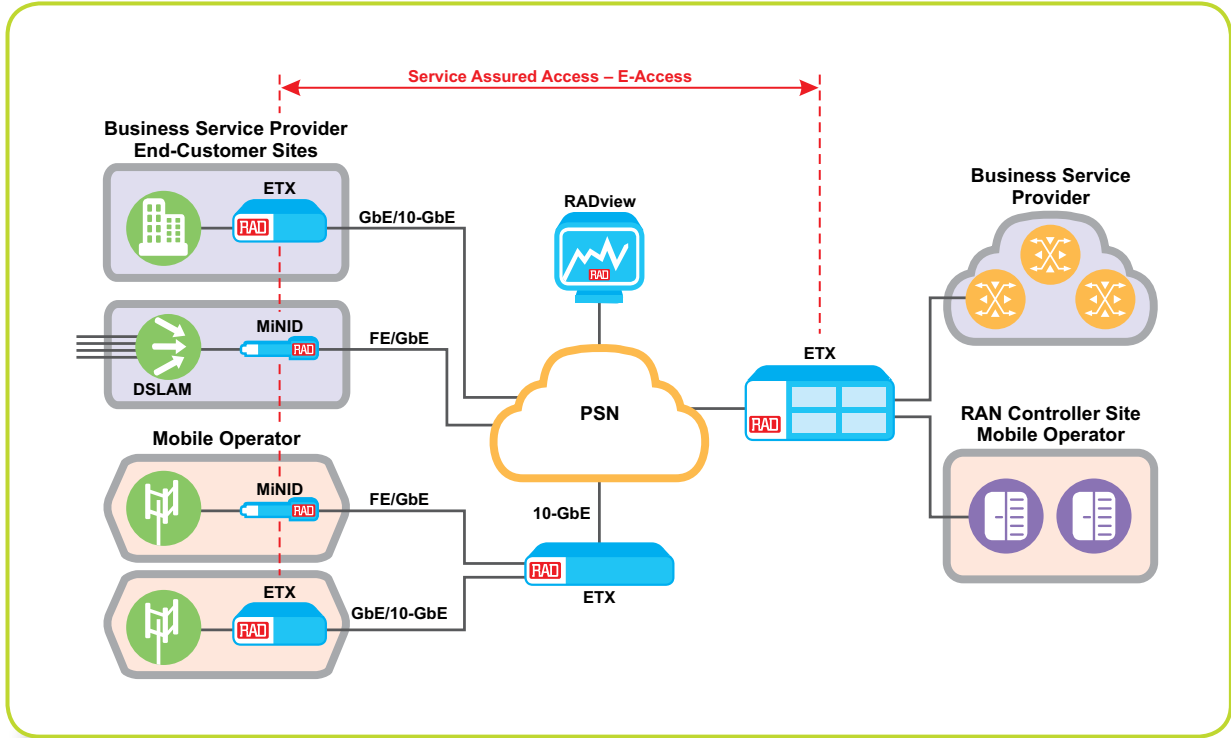 Service Assured Access – E-Access
Business Service Provider
End-Customer Sites
ETX
RAD
GbE/10-GbE
MiNID
RAD
FE/GbE
DSLAM
Mobile Operator
MiNID
RAD
FE/GbE
ETX
RAD
GbE/10-GbE
RADview
RAD
PSN
10-GbE
RAD
ETX
ETX
RAD
Business Service
Provider
RAN Controller Site
Mobile Operator